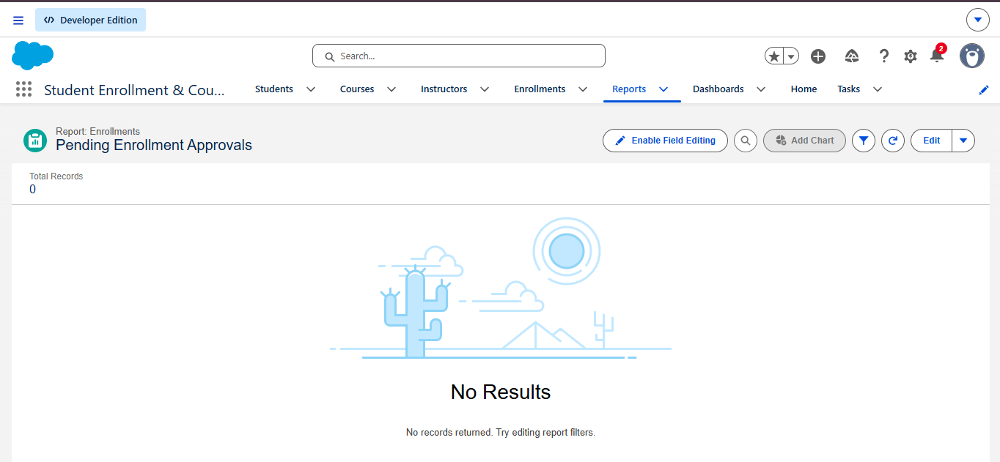 Developer Edition
Search...
2
Student Enrollment & Cou... Students Courses Instructors Enrollments Reports Dashboards Home Tasks
Report: Enrollments
Pending Enrollment Approvals
Enable Field Editing Add Chart Edit
Total Records
0
No Results
No records returned. Try editing report filters.